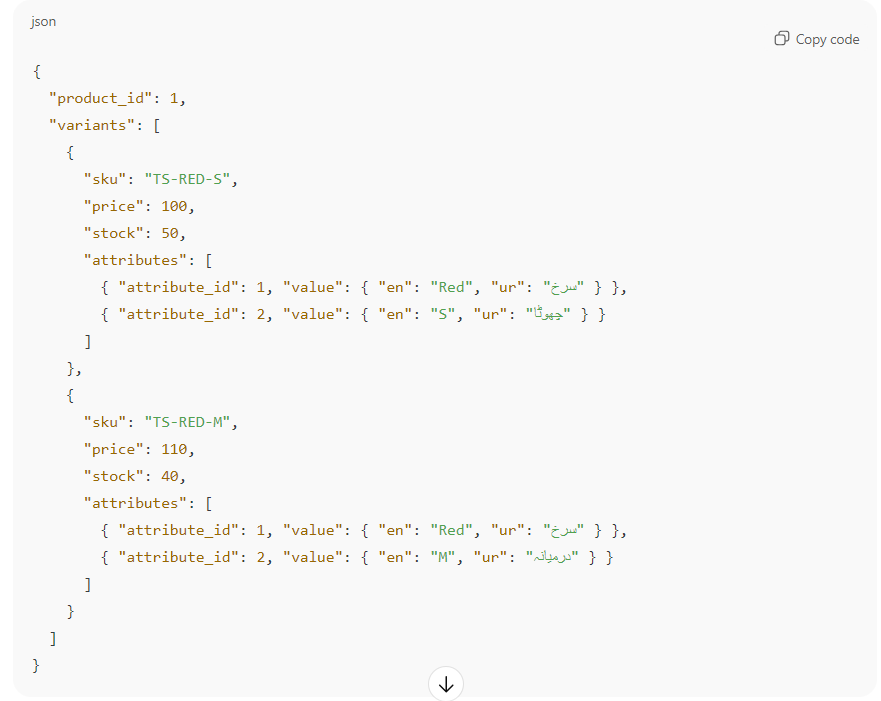 json
Copy code
{
"product_id": 1,
"variants": [
{
"sku": "TS-RED-S",
"price": 100,
"stock": 50,
"attributes": [
{ "attribute_id": 1, "value": { "en": "Red", "ur": "سرخ" } },
{ "attribute_id": 2, "value": { "en": "S", "ur": "چھوٹا" } }
]
},
{
"sku": "TS-RED-M",
"price": 110,
"stock": 40,
"attributes": [
{ "attribute_id": 1, "value": { "en": "Red", "ur": "سرخ" } },
{ "attribute_id": 2, "value": { "en": "M", "ur": "درمیانہ" } }
]
}
]
}